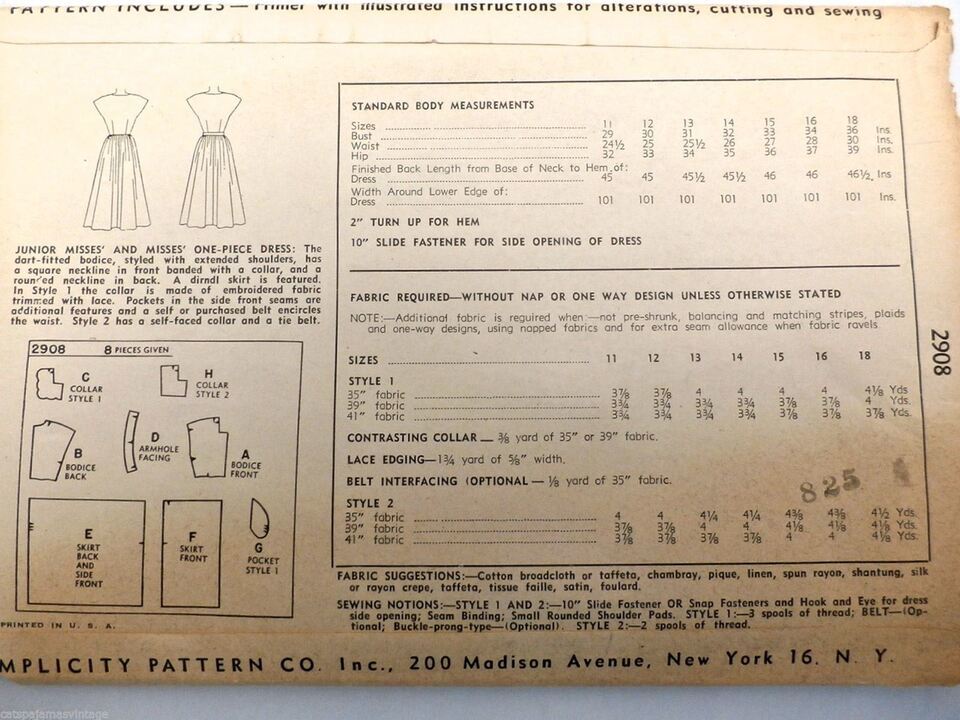 PATTERN INCLUDES—Primer with illustrated instructions for alterations, cutting and sewing
JUNIOR MISSES' AND MISSES' ONE-PIECE DRESS: The
dart-fitted bodice, styled with extended shoulders, has
a square neckline in front banded with a collar, and a
rounded neckline in back. A dirndl skirt is featured.
In Style 1 the collar is made of embroidered fabric
trimmed with lace. Pockets in the side front seams are
additional features and a self or purchased belt encircles
the waist. Style 2 has a self-faced collar and a tie belt.
2908 8 PIECES GIVEN
C
COLLAR
STYLE 1
H
COLLAR
STYLE 2
B
BODICE
BACK
D
ARMHOLE
FACING
A
BODICE
FRONT
E
SKIRT
BACK
AND
SIDE
FRONT
F
SKIRT
FRONT
G
POCKET
STYLE 1
PRINTED IN U. S. A.
STANDARD BODY MEASUREMENTS
Sizes 11 12 13 14 15 16 18
Bust 29 30 31 32 33 34 36 Ins.
Waist 24½ 25 25½ 26 27 28 30 Ins.
Hip 32 33 34 35 36 37 39 Ins.
Finished Back Length from Base of Neck to Hem of:
Dress 45 45 45½ 45½ 46 46 46½ Ins
Width Around Lower Edge of:
Dress 101 101 101 101 101 101 101 Ins.
2" TURN UP FOR HEM
10" SLIDE FASTENER FOR SIDE OPENING OF DRESS
FABRIC REQUIRED—WITHOUT NAP OR ONE WAY DESIGN UNLESS OTHERWISE STATED
NOTE:—Additional fabric is required when:—not pre-shrunk, balancing and matching stripes, plaids
and one-way designs, using napped fabrics and for extra seam allowance when fabric ravels.
SIZES 11 12 13 14 15 16 18
STYLE 1
35" fabric 3⅞ 3⅞ 4 4 4 4 4⅛ Yds
39" fabric 3¾ 3¾ 3¾ 3¾ 3⅞ 3⅞ 4 Yds.
41" fabric 3¾ 3¾ 3¾ 3¾ 3⅞ 3⅞ 3⅞ Yds.
CONTRASTING COLLAR — ⅜ yard of 35" or 39" fabric.
LACE EDGING—1¾ yard of ⅝" width.
BELT INTERFACING (OPTIONAL — ⅛ yard of 35" fabric.
825
STYLE 2
35" fabric 4 4 4¼ 4¼ 4⅜ 4⅜ 4½ Yds.
39" fabric 3⅞ 3⅞ 4 4 4⅛ 4⅛ 4⅛ Yds
41" fabric 3⅞ 3⅞ 3⅞ 3⅞ 4 4 4⅛ Yds.
FABRIC SUGGESTIONS:—Cotton broadcloth or taffeta, chambray, pique, linen, spun rayon, shantung, silk
or rayon crepe, taffeta, tissue faille, satin, foulard.
SEWING NOTIONS:—STYLE 1 AND 2:—10" Slide Fastener OR Snap Fasteners and Hook and Eye for dress
side opening; Seam Binding; Small Rounded Shoulder Pads. STYLE 1:—3 spools of thread; BELT—(Op-
tional; Buckle-prong-type—(Optional). STYLE 2:—2 spools of thread.
2908
MPLICITY PATTERN CO. Inc., 200 Madison Avenue, New York 16. N. Y.
catspajamasvintage